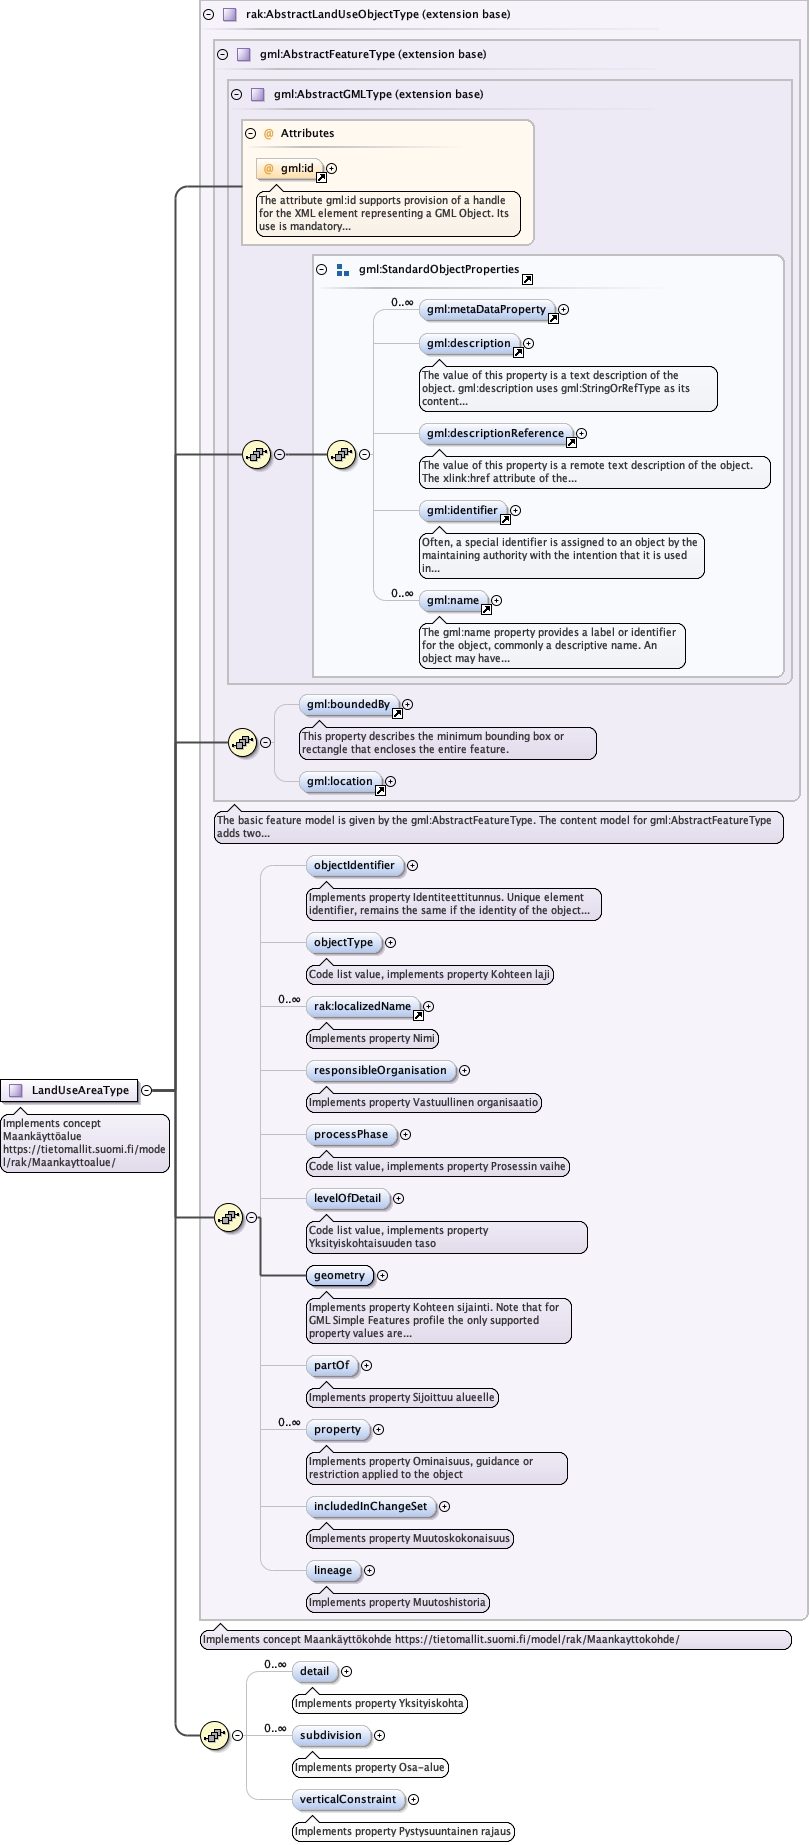 rak:AbstractLandUseObjectType (extension base)
gml:AbstractFeatureType (extension base)
gml:AbstractGMLType (extension base)
@ Attributes
@ gml:id
The attribute gml:id supports provision of a handle
for the XML element representing a GML Object. Its
use is mandatory...
gml:StandardObjectProperties
0..∞
gml:metaDataProperty
gml:description
The value of this property is a text description of the
object. gml:description uses gml:StringOrRefType as its
content...
gml:descriptionReference
The value of this property is a remote text description of the object.
The xlink:href attribute of the...
gml:identifier
Often, a special identifier is assigned to an object by the
maintaining authority with the intention that it is used
in...
0..∞
gml:name
The gml:name property provides a label or identifier
for the object, commonly a descriptive name. An
object may have...
gml:boundedBy
This property describes the minimum bounding box or
rectangle that encloses the entire feature.
gml:location
The basic feature model is given by the gml:AbstractFeatureType. The content model for gml:AbstractFeatureType
adds two...
objectIdentifier
Implements property Identiteettitunnus. Unique element
identifier, remains the same if the identity of the object...
objectType
Code list value, implements property Kohteen laji
0..∞
rak:localizedName
Implements property Nimi
responsibleOrganisation
Implements property Vastuullinen organisaatio
LandUseAreaType
Implements concept
Maankäyttöalue
https://tietomallit.suomi.fi/mode
l/rak/Maankayttoalue/
processPhase
Code list value, implements property Prosessin vaihe
levelOfDetail
Code list value, implements property
Yksityiskohtaisuuden taso
geometry
Implements property Kohteen sijainti. Note that for
GML Simple Features profile the only supported
property values are...
partOf
Implements property Sijoittuu alueelle
0..∞
property
Implements property Ominaisuus, guidance or
restriction applied to the object
includedInChangeSet
Implements property Muutoskokonaisuus
lineage
Implements property Muutoshistoria
Implements concept Maankäyttökohde https://tietomallit.suomi.fi/model/rak/Maankayttokohde/
0..∞
detail
Implements property Yksityiskohta
0..∞
subdivision
Implements property Osa-alue
verticalConstraint
Implements property Pystysuuntainen rajaus